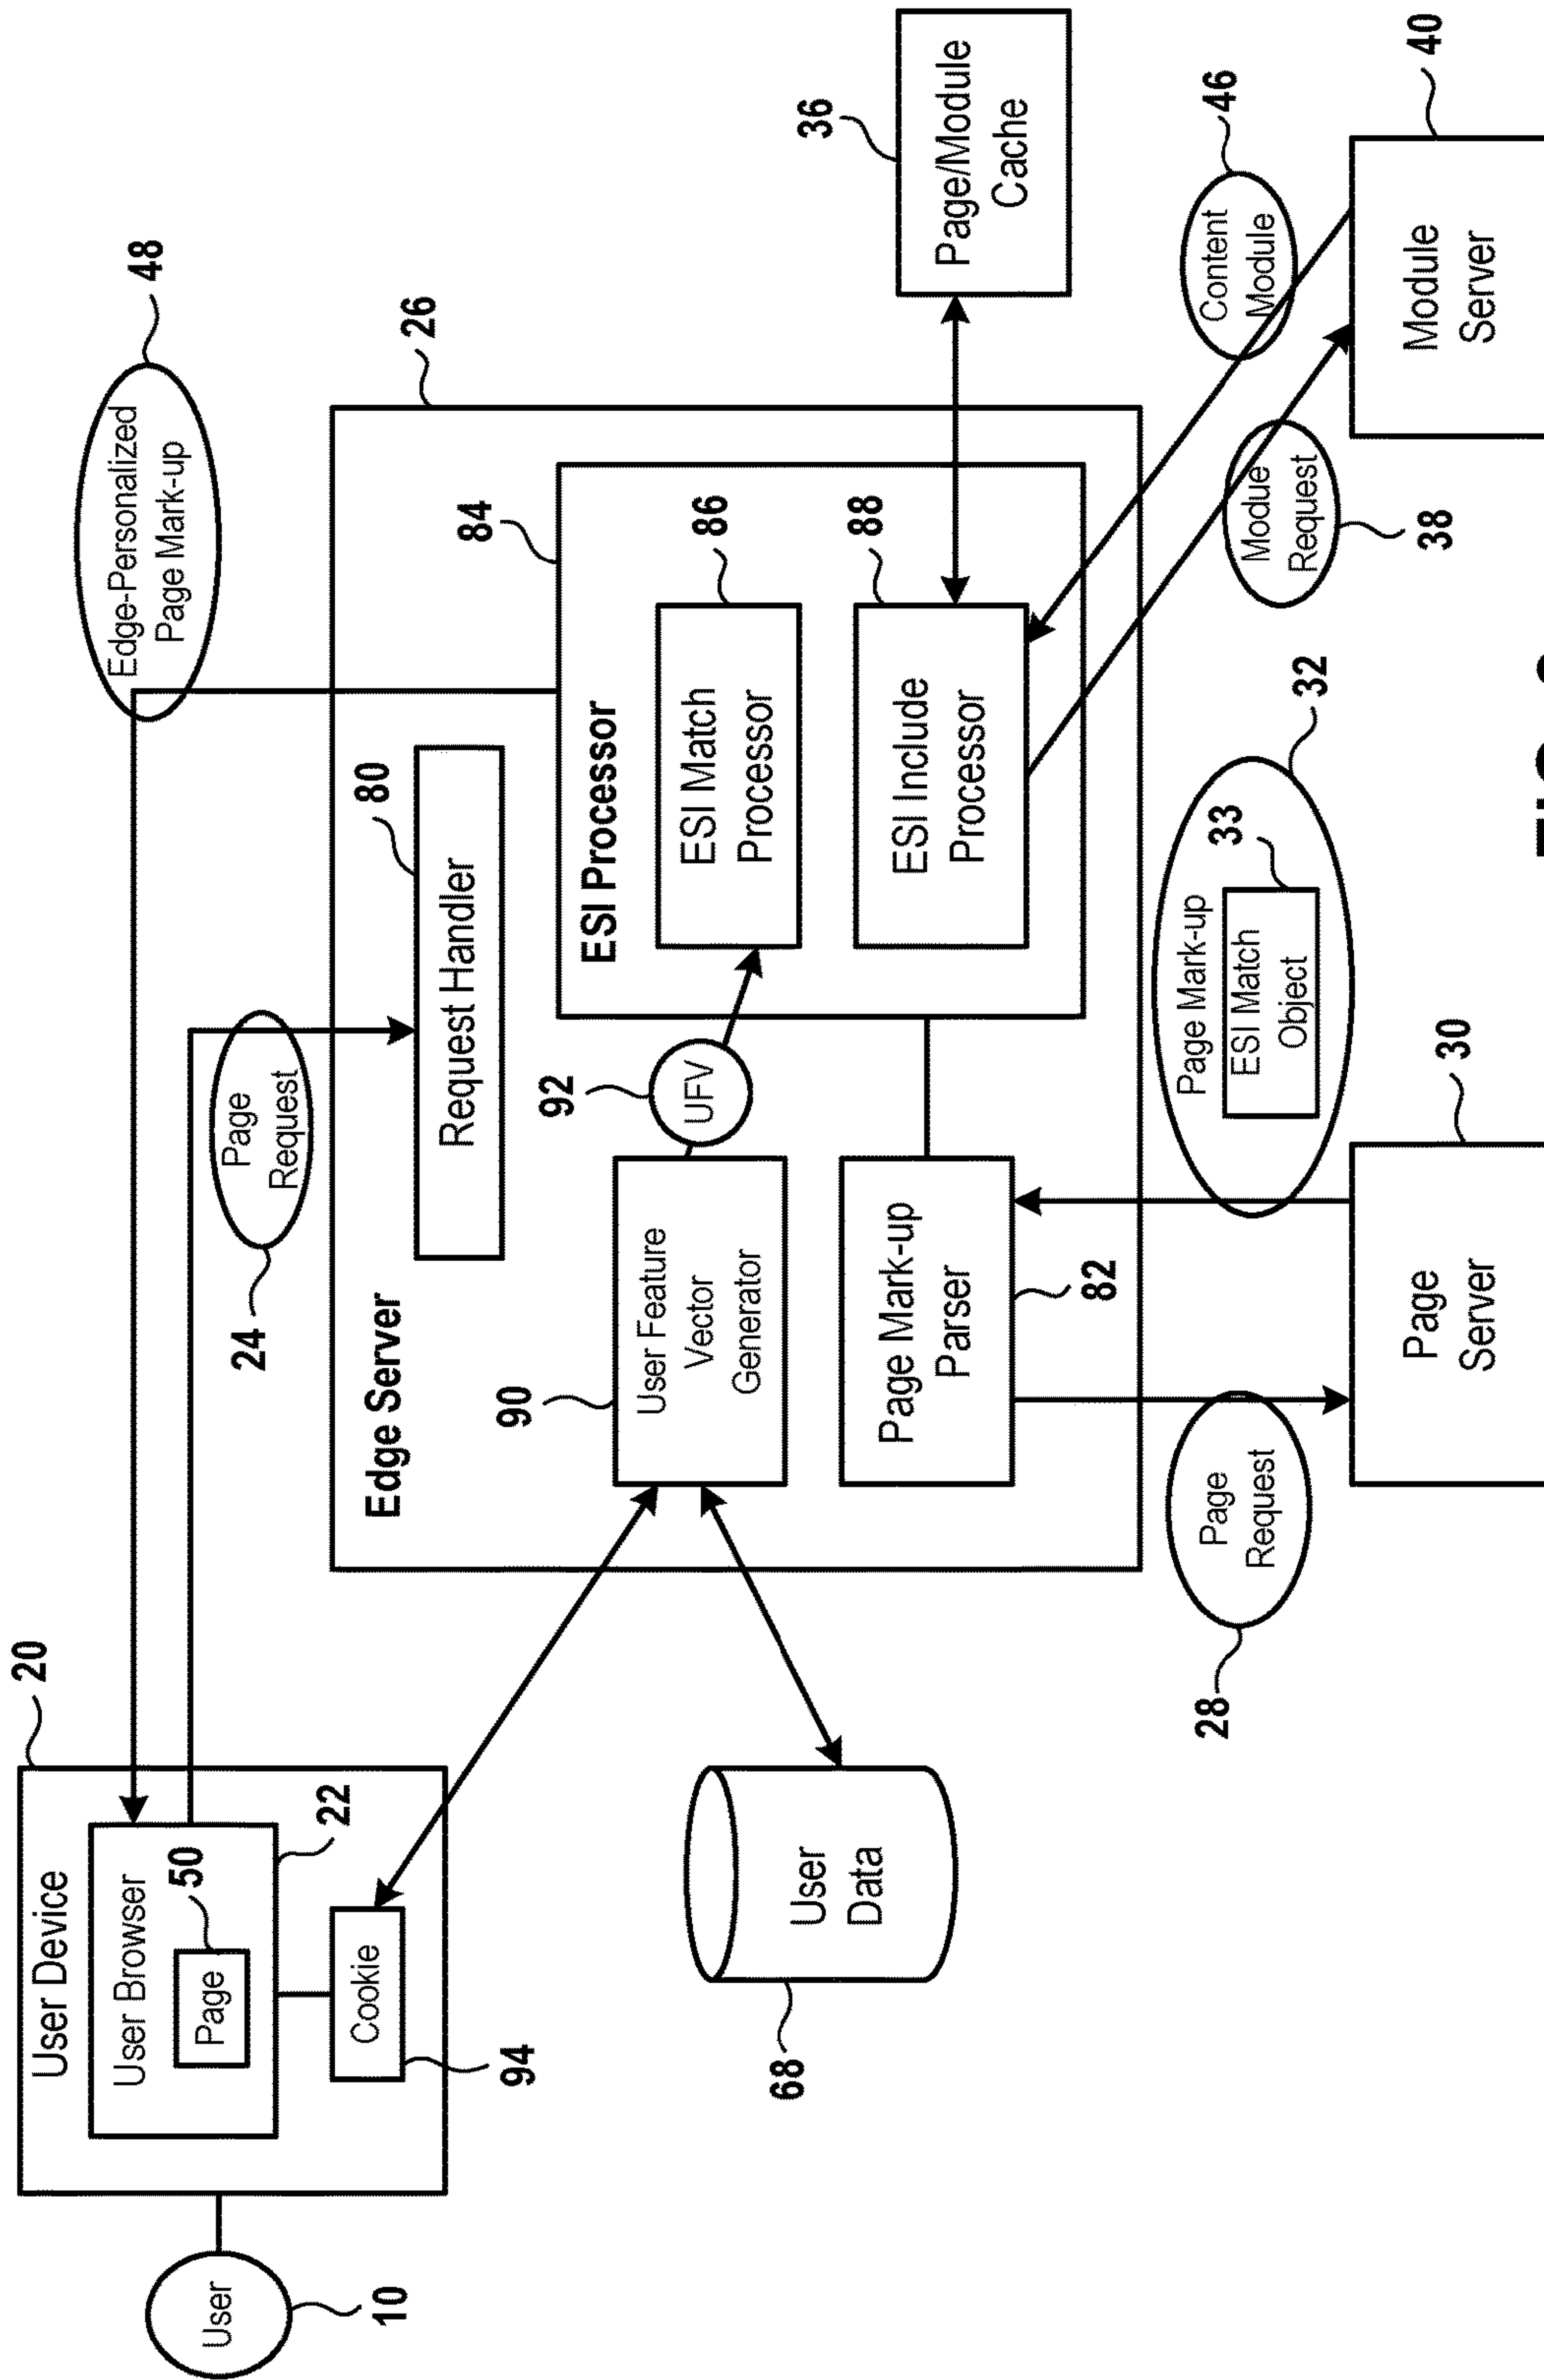 48
Edge-Personalized
Page Mark-up
20
User Device
User Browser
50
Page
22
Cookie
94
User
10
24
Page
Request
26
Edge Server
80
Request Handler
84
ESI Processor
86
ESI Match
Processor
88
ESI Include
Processor
90
User Feature
Vector
Generator
92
UFV
Page Mark-up
Parser
82
36
Page/Module
Cache
68
User
Data
28
Page
Request
32
Page Mark-up
33
ESI Match
Object
30
Page
Server
38
Modue
Request
46
Content
Module
40
Module
Server